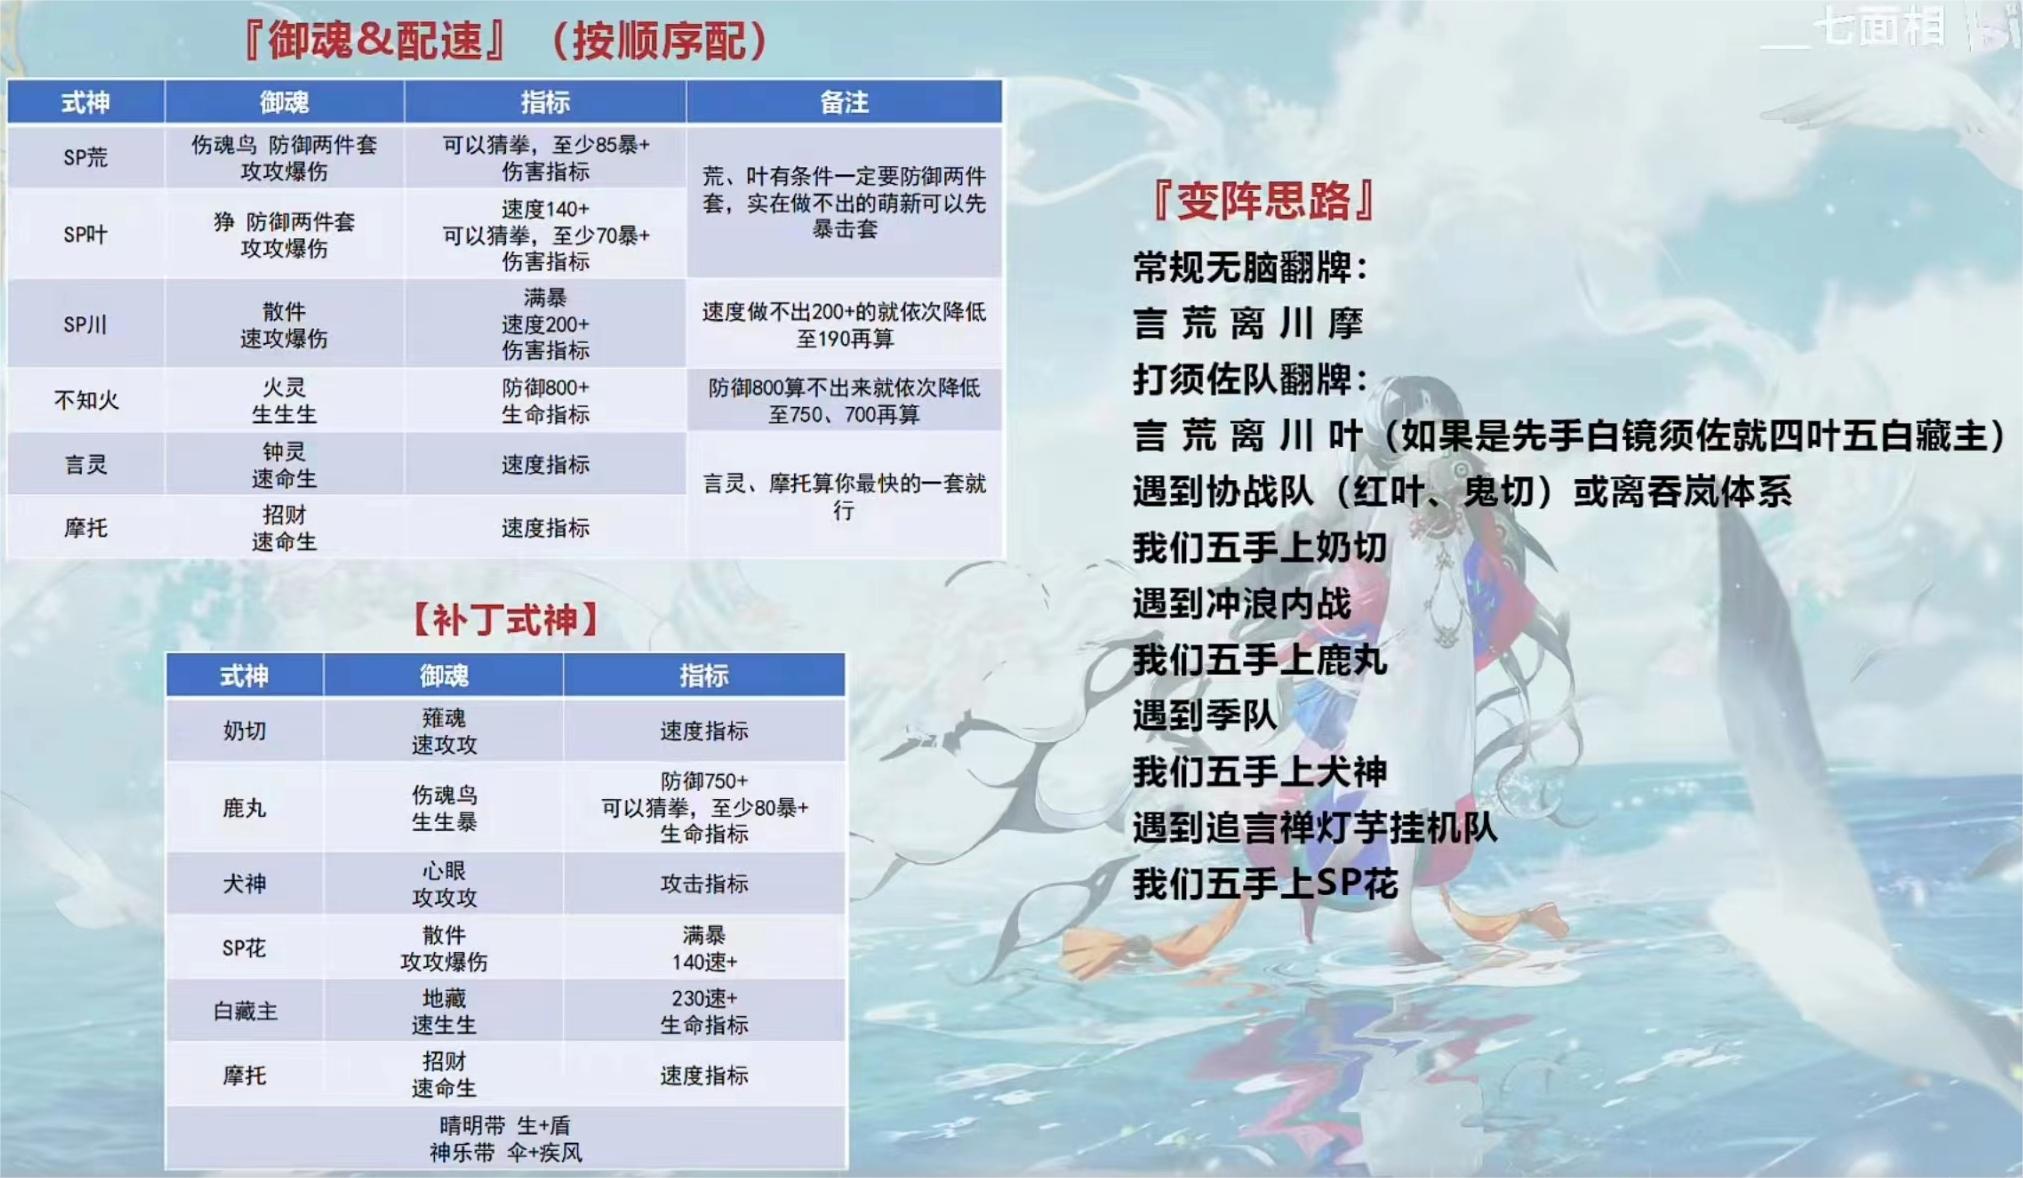 『御魂&配速』（按顺序配）
式神 御魂 指标 备注
SP荒
伤魂鸟 防御两件套
攻攻爆伤
可以猜拳，至少85暴+
伤害指标
荒、叶有条件一定要防御两件
套，实在做不出的萌新可以先
暴击套
SP叶
狰 防御两件套
攻攻爆伤
速度140+
可以猜拳，至少70暴+
伤害指标
SP川
散件
速攻爆伤
满暴
速度200+
伤害指标
速度做不出200+的就依次降低
至190再算
不知火
火灵
生生生
防御800+
生命指标
防御800算不出来就依次降低
至750、700再算
言灵
钟灵
速命生
速度指标
言灵、摩托算你最快的一套就
行
摩托
招财
速命生
速度指标
【补丁式神】
式神 御魂 指标
奶切
薙魂
速攻攻
速度指标
鹿丸
伤魂鸟
生生暴
防御750+
可以猜拳，至少80暴+
生命指标
犬神
心眼
攻攻攻
攻击指标
SP花
散件
攻攻爆伤
满暴
140速+
白藏主
地藏
速生生
230速+
生命指标
摩托
招财
速命生
速度指标
晴明带 生+盾
神乐带 伞+疾风
__七面相
『变阵思路』
常规无脑翻牌：
言 荒 离 川 摩
打须佐队翻牌：
言 荒 离 川 叶（如果是先手白镜须佐就四叶五白藏主）
遇到协战队（红叶、鬼切）或离吞岚体系
我们五手上奶切
遇到冲浪内战
我们五手上鹿丸
遇到季队
我们五手上犬神
遇到追言禅灯芋挂机队
我们五手上SP花